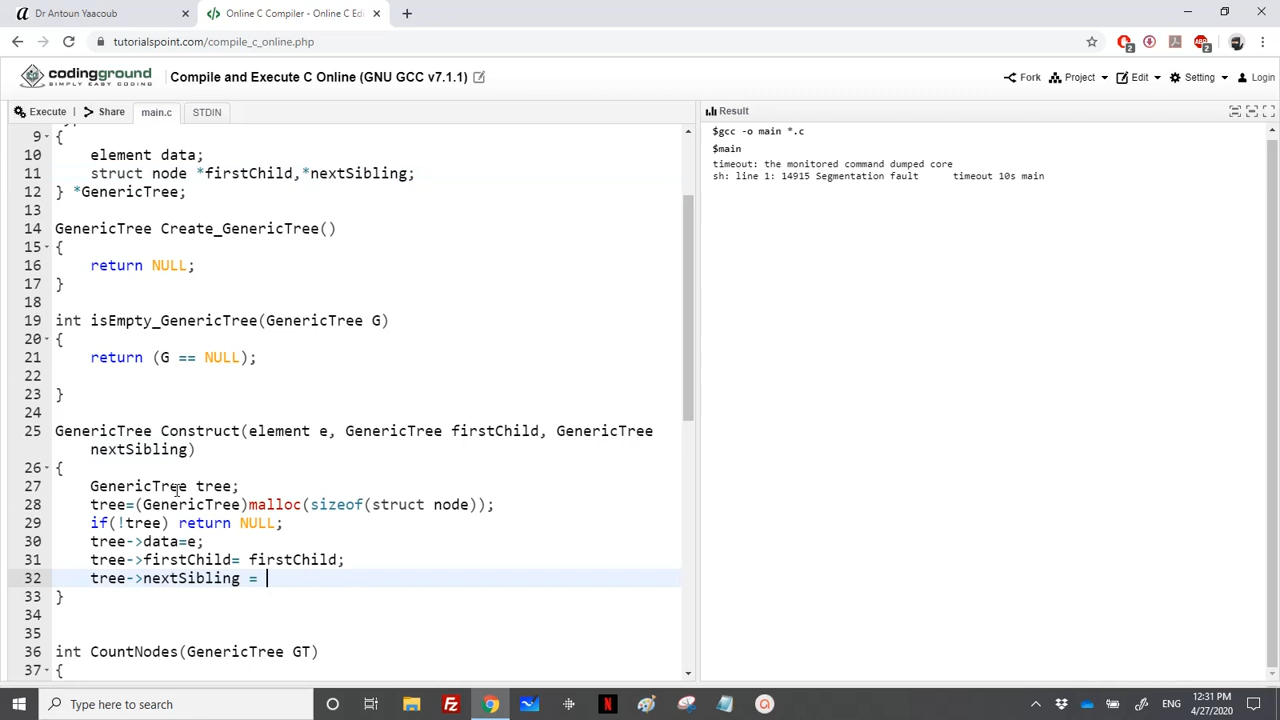 Dr Antoun Yaacoub
Online C Compiler - Online C Edi
tutorialspoint.com/compile_c_online.php
codingground
SIMPLY EASY CODING
Compile and Execute C Online (GNU GCC v7.1.1)
Fork
Project
Edit
Setting
Login
Execute
Share
main.c
STDIN
Result
9 {
10 element data;
11 struct node *firstChild,*nextSibling;
12 } *GenericTree;
13
14 GenericTree Create_GenericTree()
15 {
16 return NULL;
17 }
18
19 int isEmpty_GenericTree(GenericTree G)
20 {
21 return (G == NULL);
22
23 }
24
25 GenericTree Construct(element e, GenericTree firstChild, GenericTree
nextSibling)
26 {
27 GenericTree tree;
28 tree=(GenericTree)malloc(sizeof(struct node));
29 if(!tree) return NULL;
30 tree->data=e;
31 tree->firstChild= firstChild;
32 tree->nextSibling =
33 }
34
35
36 int CountNodes(GenericTree GT)
37 {
$gcc -o main *.c
$main
timeout: the monitored command dumped core
sh: line 1: 14915 Segmentation fault timeout 10s main
Type here to search
ENG
12:31 PM
4/27/2020